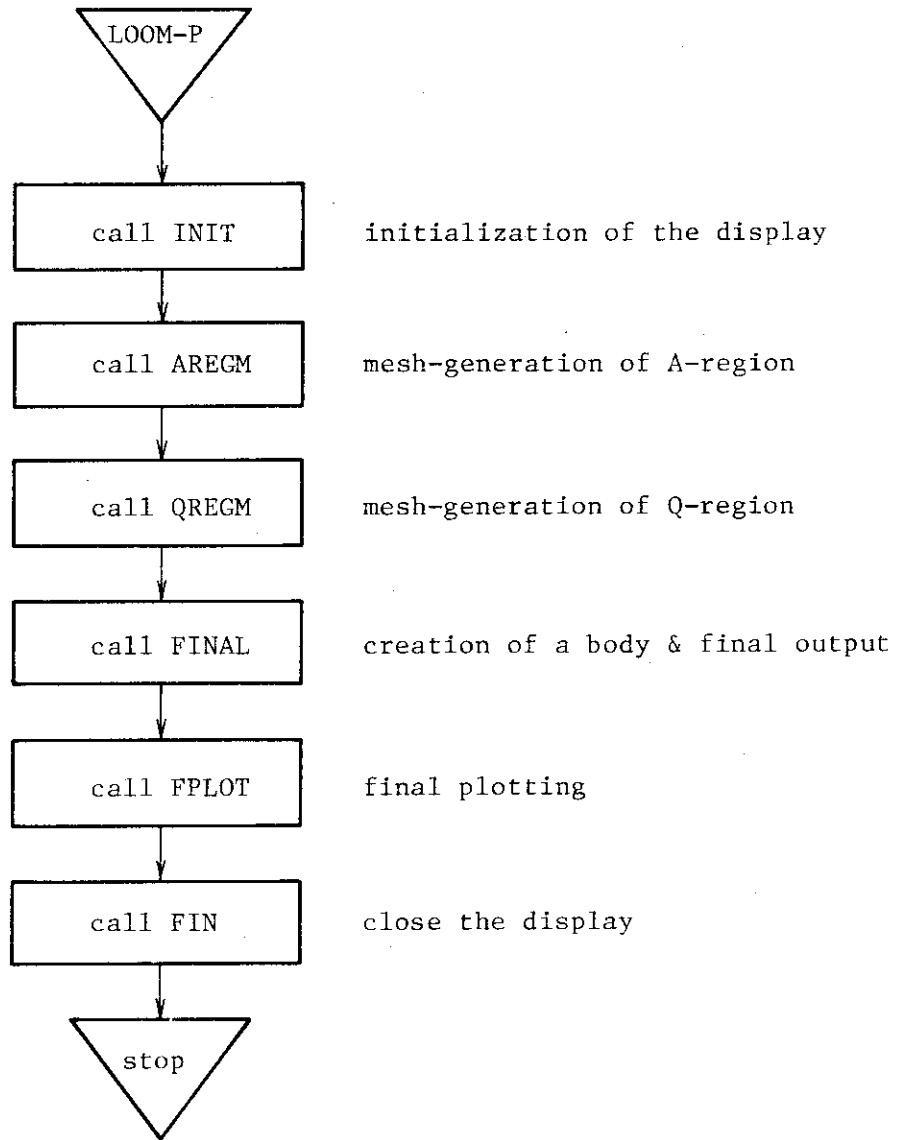 LOOM-P
call INIT initialization of the display
call AREGM mesh-generation of A-region
call QREGM mesh-generation of Q-region
call FINAL creation of a body & final output
call FPLOT final plotting
call FIN close the display
stop